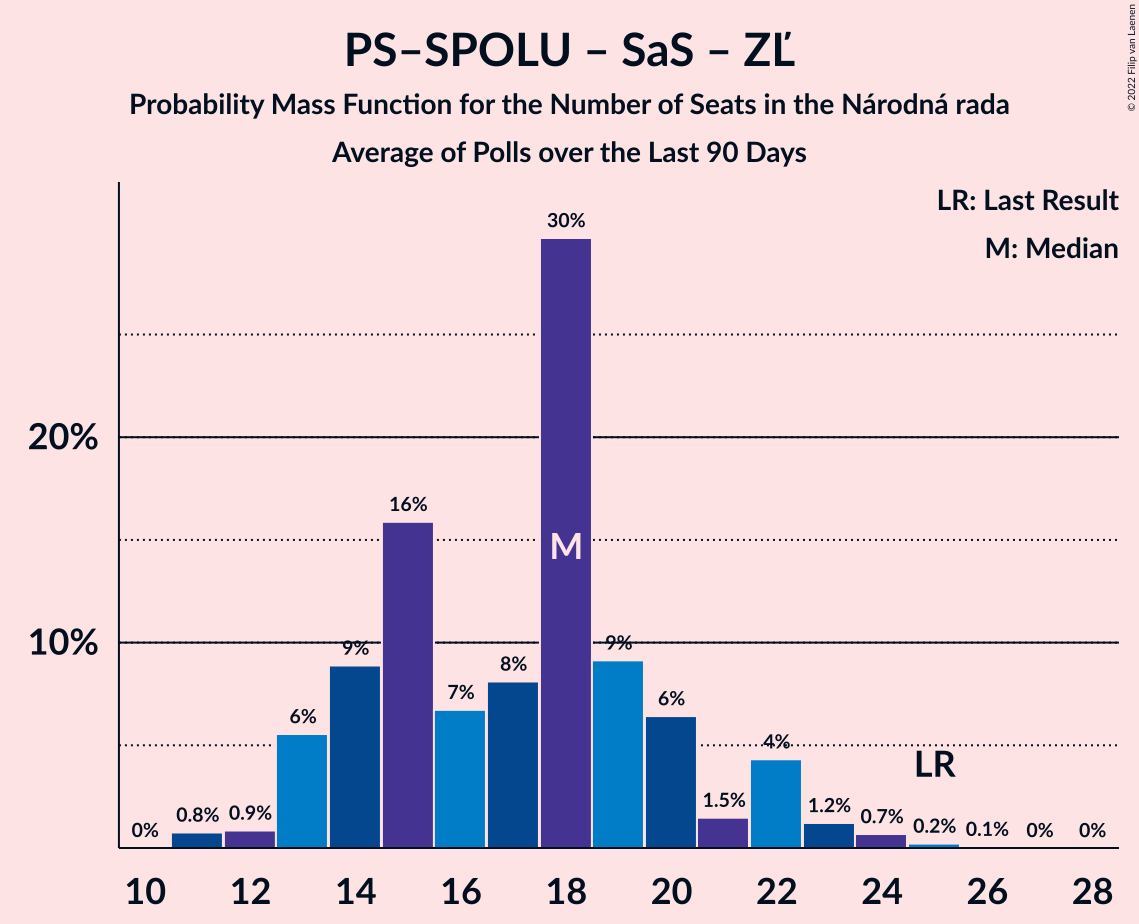 PS–SPOLU – SaS – ZĽ
Probability Mass Function for the Number of Seats in the Národná rada
Average of Polls over the Last 90 Days
© 2022 Filip van Laenen
LR: Last Result
M: Median
30%
20%
16%
M
10%
9%
9%
8%
7%
6%
6%
4%
LR
1.5%
1.2%
0.8%
0.9%
0.7%
0.2%
0.1%
0%
0%
0%
10 12 14 16 18 20 22 24 26 28